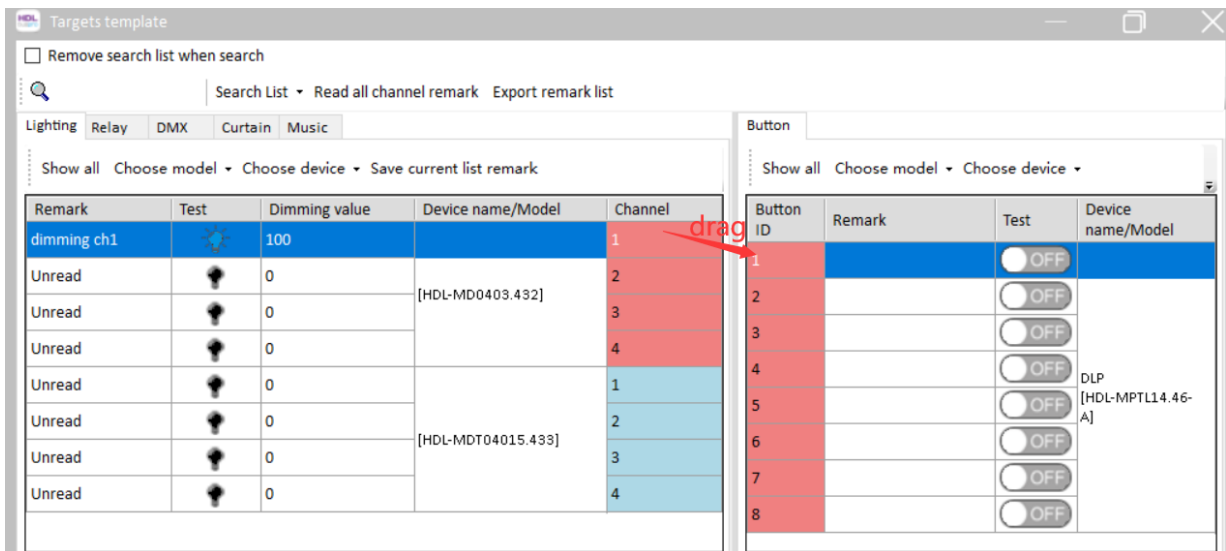 HDL Targets template
Remove search list when search
Search List Read all channel remark Export remark list
Lighting Relay DMX Curtain Music
Show all Choose model Choose device Save current list remark
Remark Test Dimming value Device name/Model Channel
dimming ch1 100 1
Unread 0 2
[HDL-MD0403.432]
Unread 0 3
Unread 0 4
Unread 0 1
Unread 0 2
[HDL-MDT04015.433]
Unread 0 3
Unread 0 4
drag
Button
Show all Choose model Choose device
Button ID Remark Test Device name/Model
1 OFF
2 OFF
3 OFF
4 OFF
DLP
[HDL-MPTL14.46-
A]
5 OFF
6 OFF
7 OFF
8 OFF